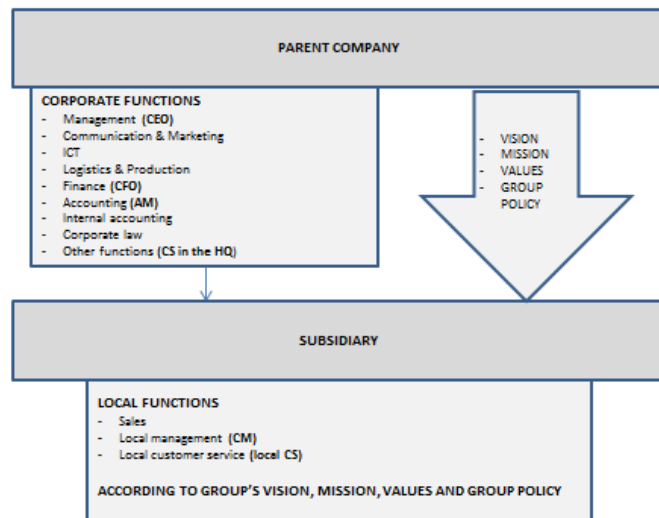 PARENT COMPANY
CORPORATE FUNCTIONS
- Management (CEO)
- Communication & Marketing
- ICT
- Logistics & Production
- Finance (CFO)
- Accounting (AM)
- Internal accounting
- Corporate law
- Other functions (CS in the HQ)
- VISION
- MISSION
- VALUES
- GROUP
POLICY
SUBSIDIARY
LOCAL FUNCTIONS
- Sales
- Local management (CM)
- Local customer service (local CS)
ACCORDING TO GROUP'S VISION, MISSION, VALUES AND GROUP POLICY